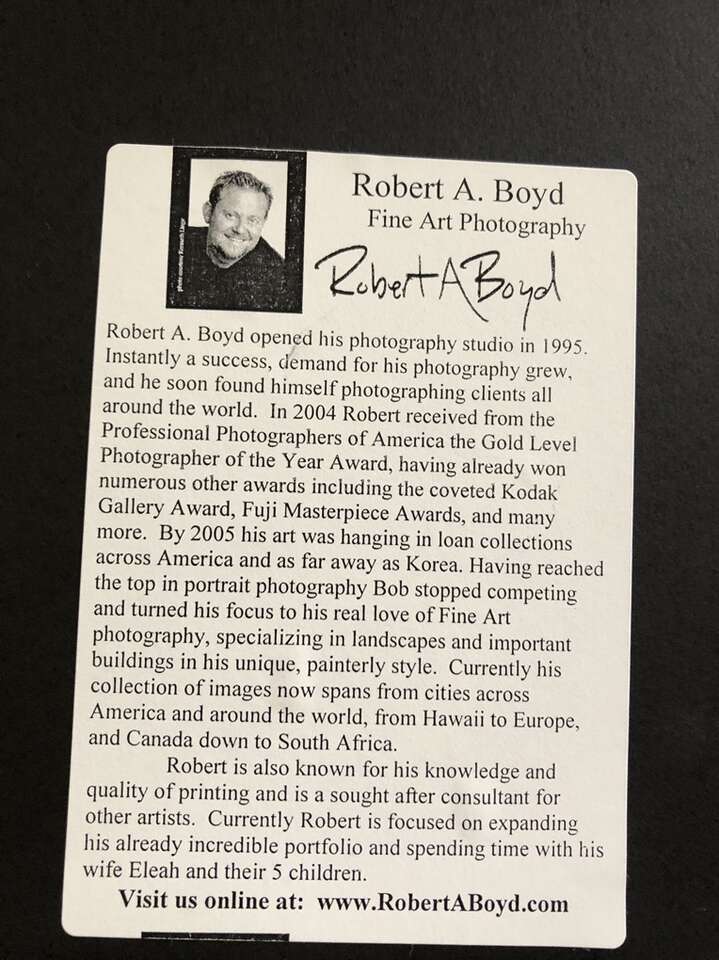 Robert A. Boyd
Fine Art Photography
photo courtesy Kenneth Linge
Robert A Boyd
Robert A. Boyd opened his photography studio in 1995.
Instantly a success, demand for his photography grew,
and he soon found himself photographing clients all
around the world. In 2004 Robert received from the
Professional Photographers of America the Gold Level
Photographer of the Year Award, having already won
numerous other awards including the coveted Kodak
Gallery Award, Fuji Masterpiece Awards, and many
more. By 2005 his art was hanging in loan collections
across America and as far away as Korea. Having reached
the top in portrait photography Bob stopped competing
and turned his focus to his real love of Fine Art
photography, specializing in landscapes and important
buildings in his unique, painterly style. Currently his
collection of images now spans from cities across
America and around the world, from Hawaii to Europe,
and Canada down to South Africa.
Robert is also known for his knowledge and
quality of printing and is a sought after consultant for
other artists. Currently Robert is focused on expanding
his already incredible portfolio and spending time with his
wife Eleah and their 5 children.
Visit us online at: www.RobertABoyd.com